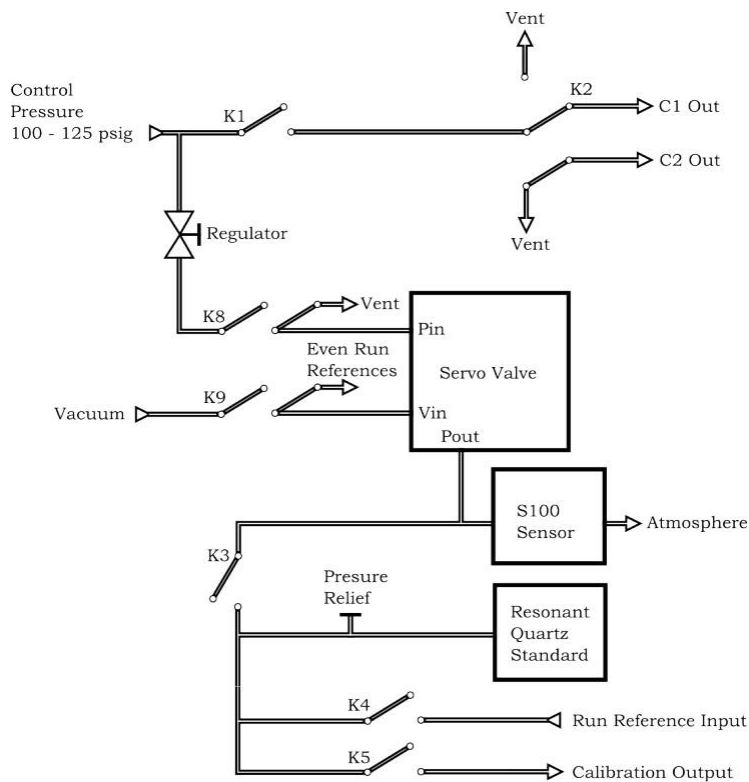 Vent
Control
Pressure
100 - 125 psig
K1
K2
C1 Out
C2 Out
Vent
Regulator
K8
Vent
Pin
Even Run
References
Servo Valve
Vacuum
K9
Vin
Pout
S100
Sensor
Atmosphere
K3
Presure
Relief
Resonant
Quartz
Standard
K4
Run Reference Input
K5
Calibration Output